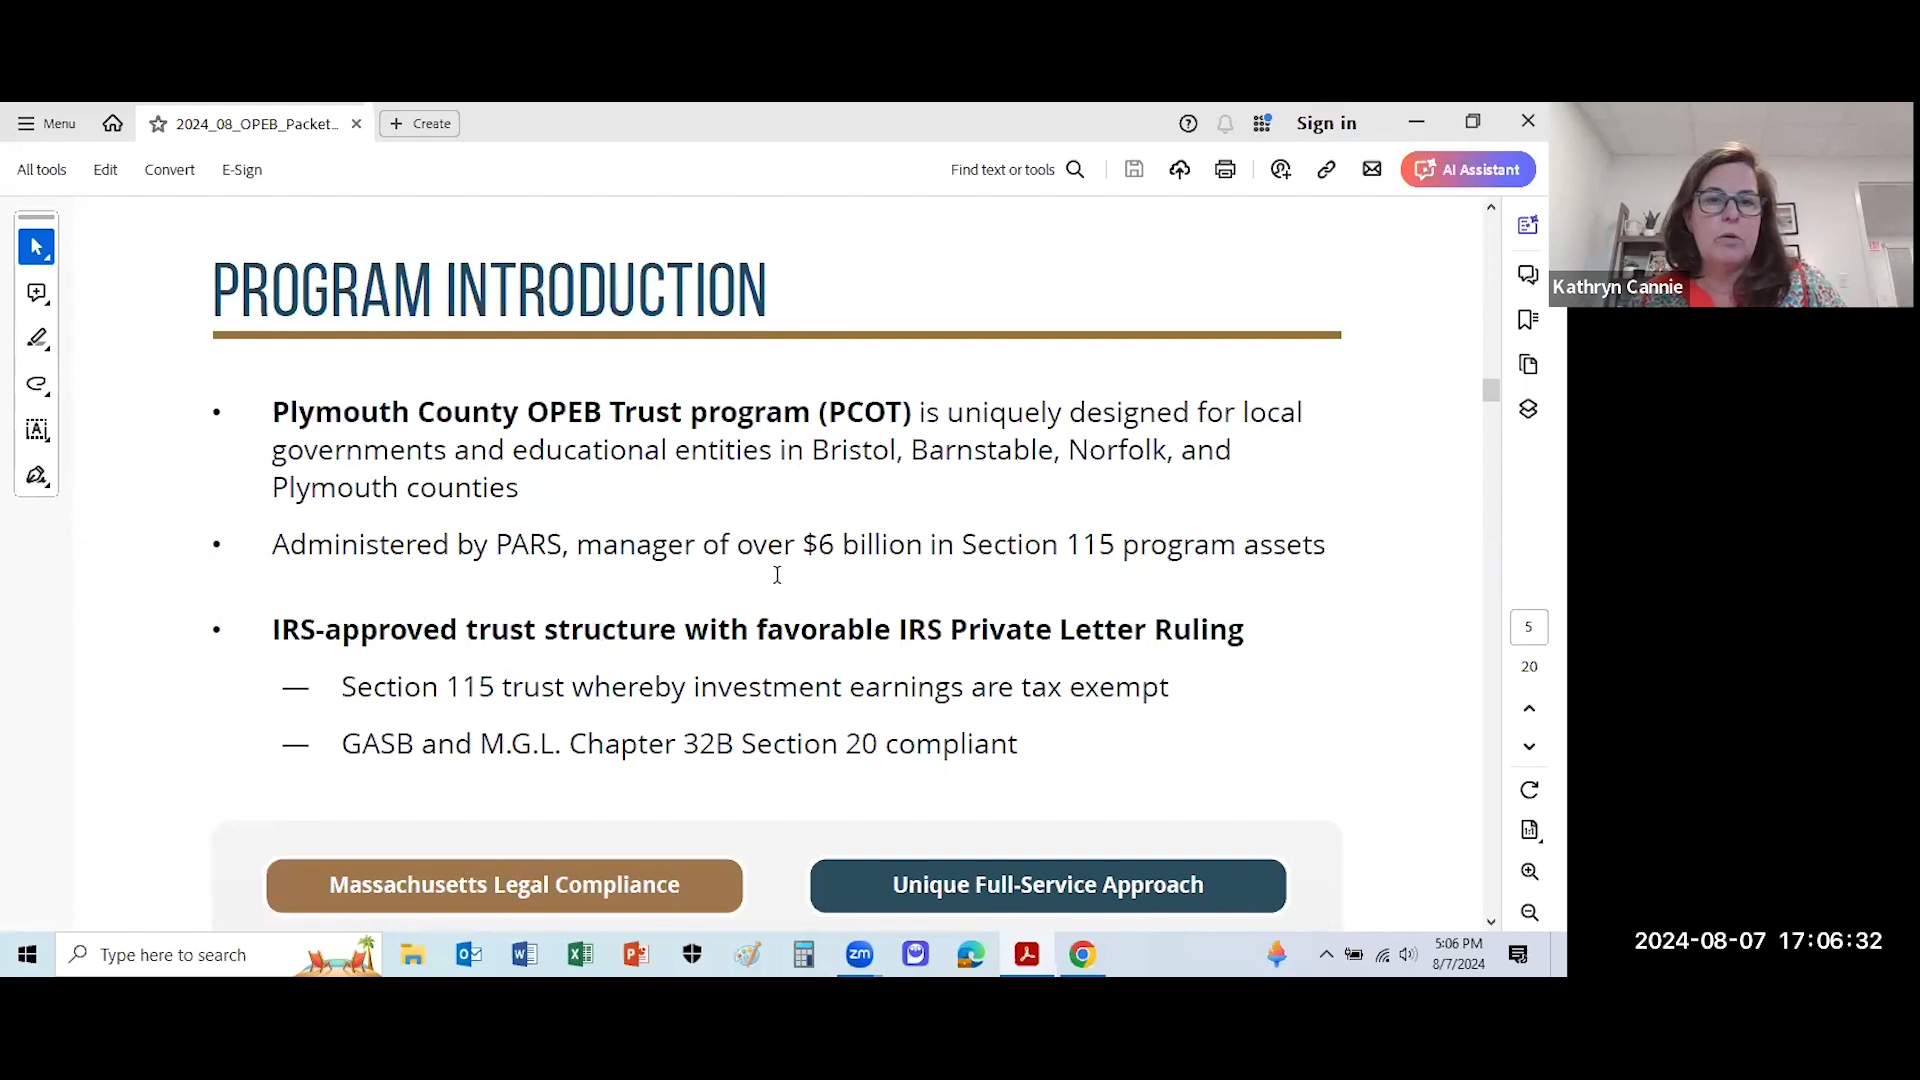 Menu
2024_08_OPEB_Packet...
Create
Sign in
All tools
Edit
Convert
E-Sign
Find text or tools
AI Assistant
PROGRAM INTRODUCTION
• Plymouth County OPEB Trust program (PCOT) is uniquely designed for local
governments and educational entities in Bristol, Barnstable, Norfolk, and
Plymouth counties
• Administered by PARS, manager of over $6 billion in Section 115 program assets
• IRS-approved trust structure with favorable IRS Private Letter Ruling
— Section 115 trust whereby investment earnings are tax exempt
— GASB and M.G.L. Chapter 32B Section 20 compliant
Massachusetts Legal Compliance
Unique Full-Service Approach
5
20
Kathryn Cannie
Type here to search
zm
5:06 PM
8/7/2024
2024-08-07 17:06:32